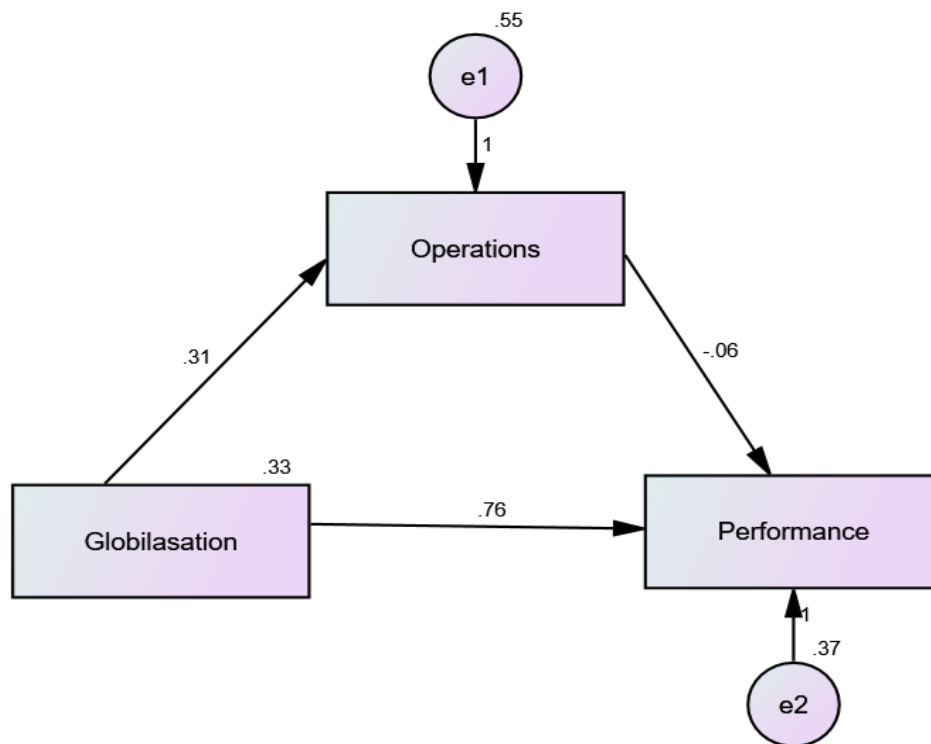 .55
e1
1
Operations
.31
-.06
.33
.76
Globilasation
Performance
1
.37
e2